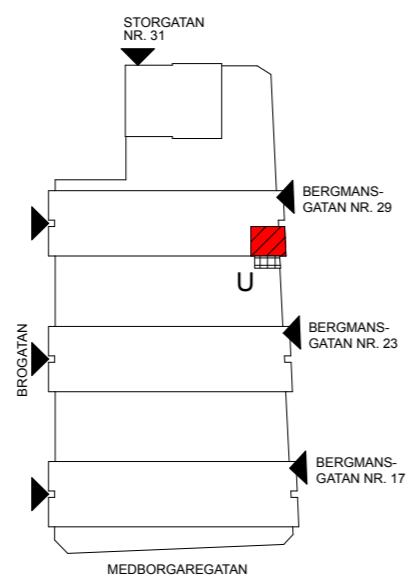 STORGATAN
NR. 31
BERGMANS-
GATAN NR. 29
U
BERGMANS-
GATAN NR. 23
BROGATAN
BERGMANS-
GATAN NR. 17
MEDBORGAREGATAN